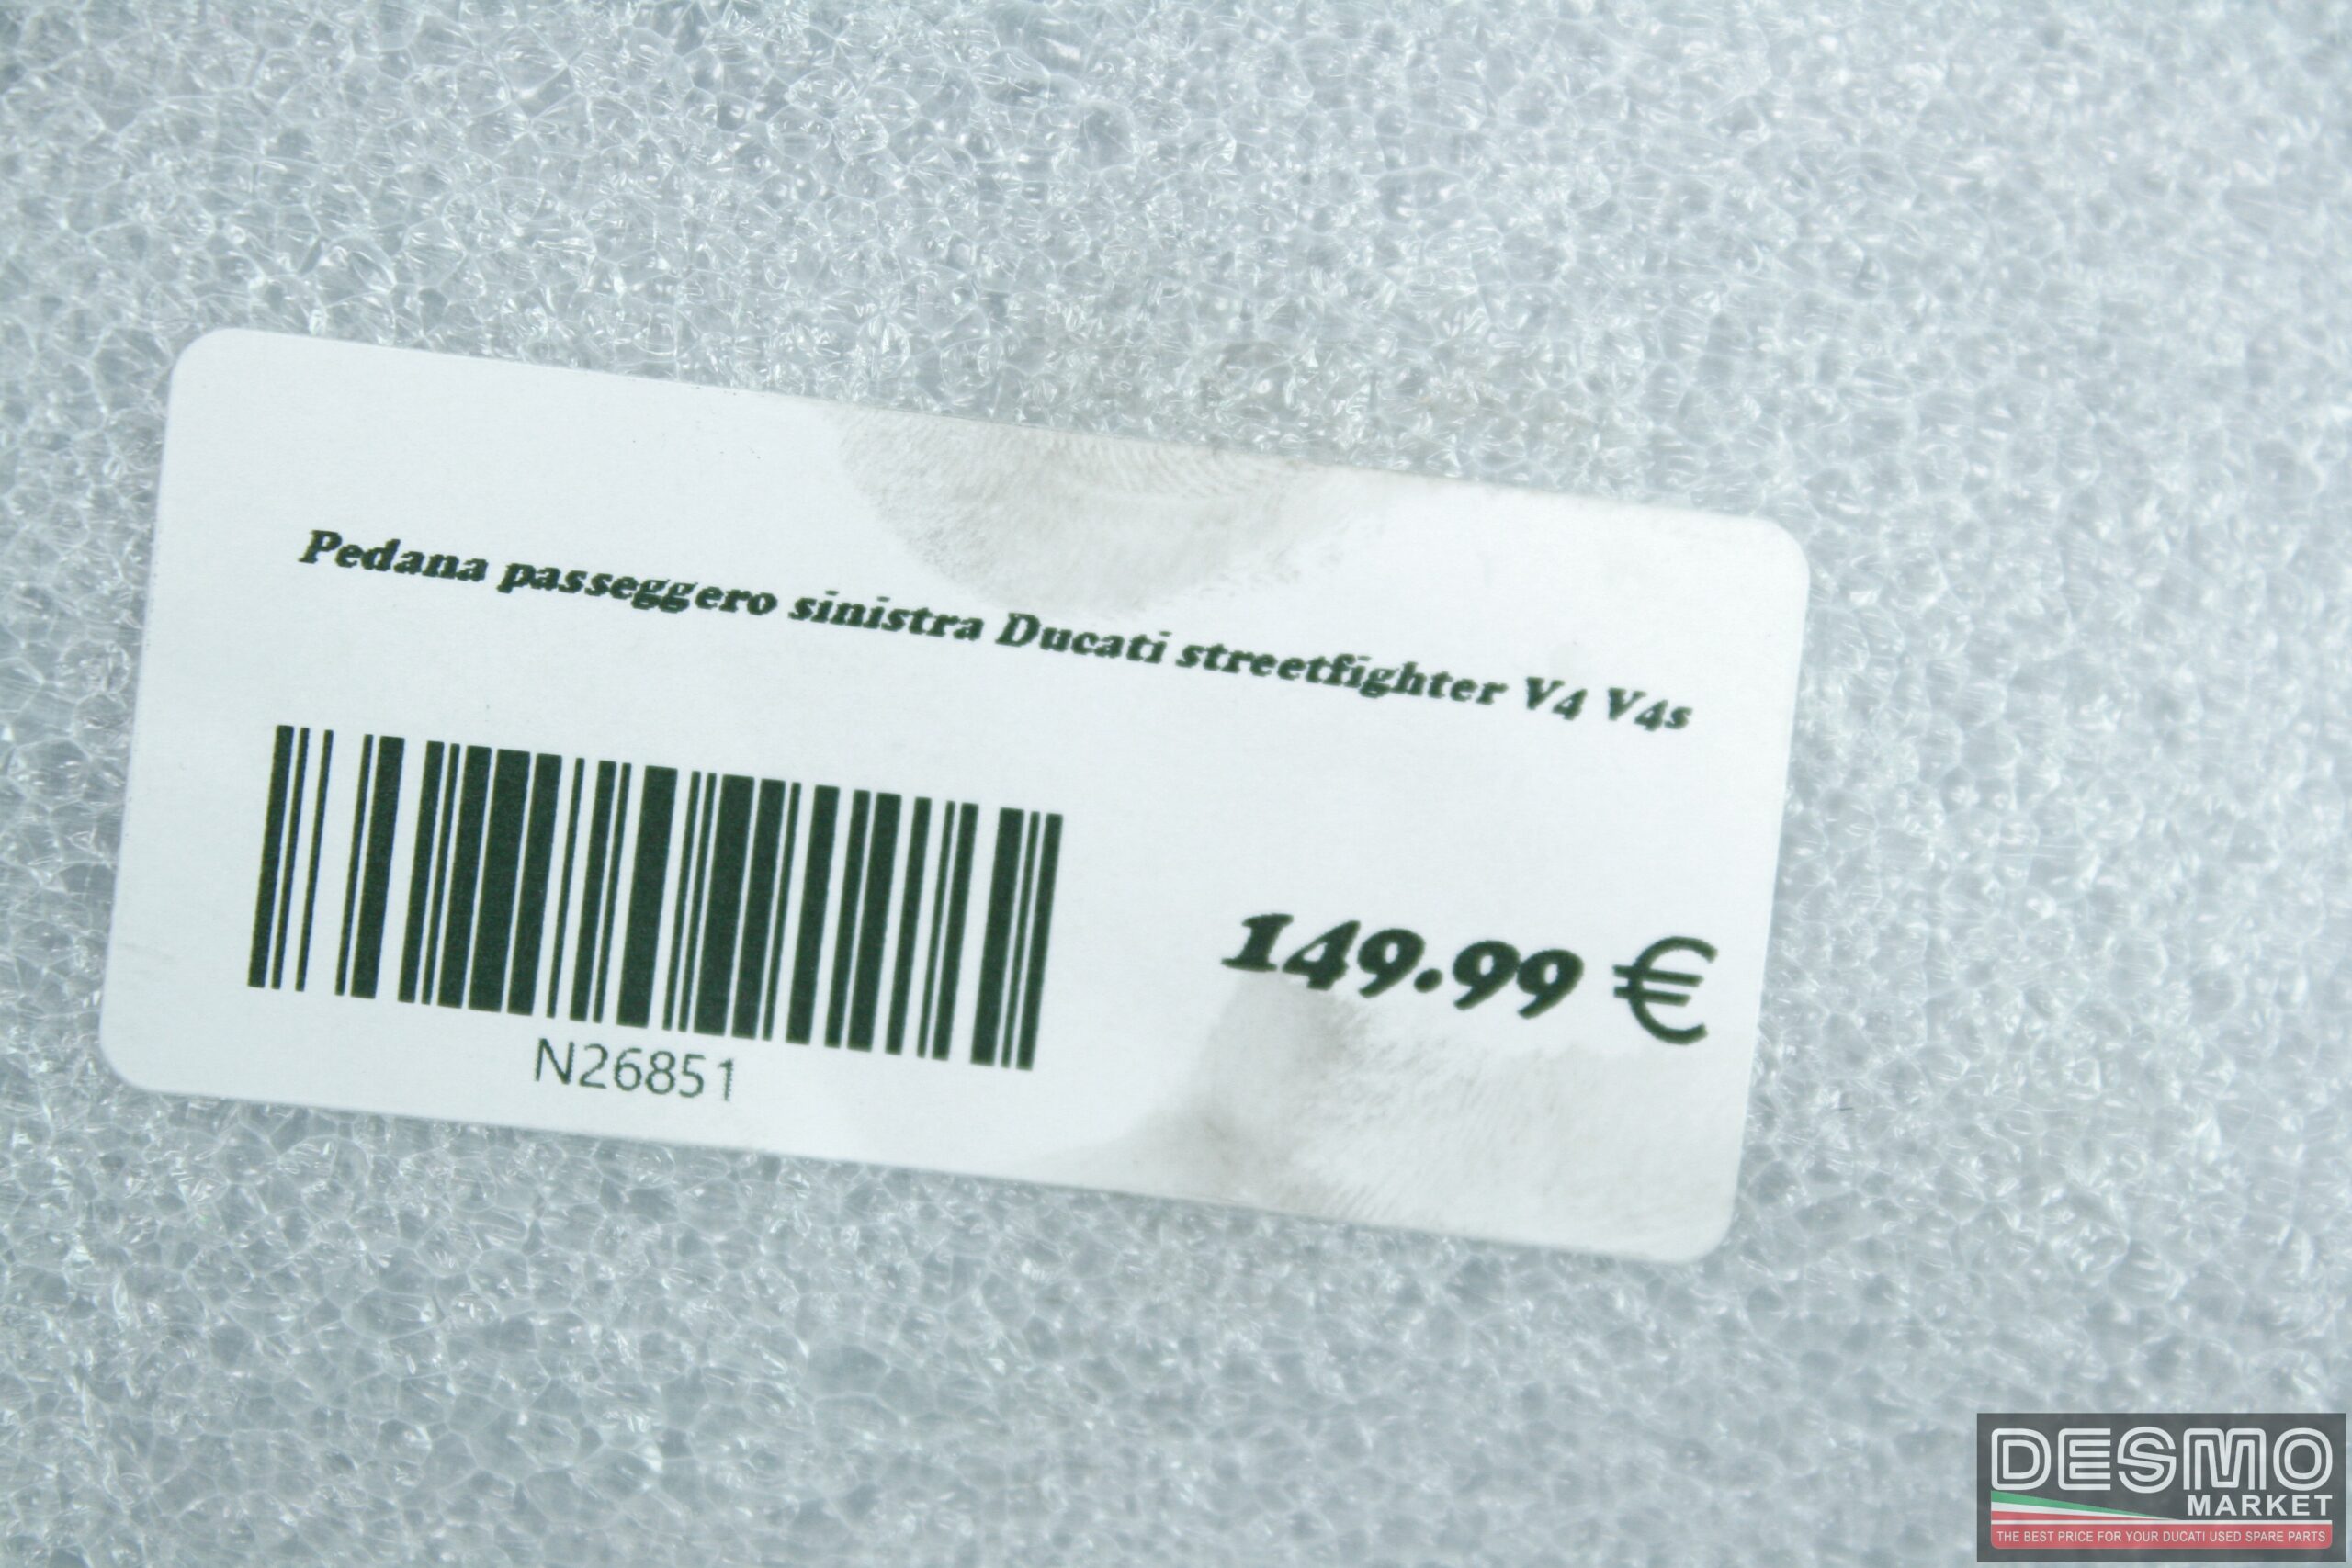 Pedana passeggero sinistra Ducati streetfighter V4 V4s
149.99 €
N26851
DESMO
MARKET
THE BEST PRICE FOR YOUR DUCATI USED SPARE PARTS